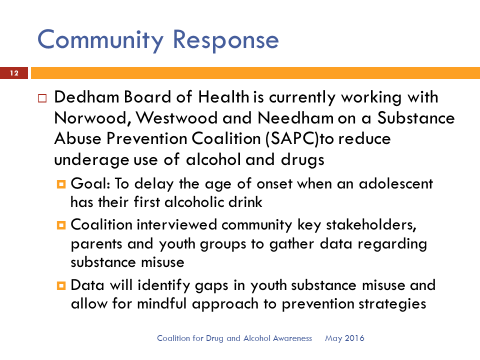 Community Response
12
Dedham Board of Health is currently working with
Norwood, Westwood and Needham on a Substance
Abuse Prevention Coalition (SAPC)to reduce
underage use of alcohol and drugs
Goal: To delay the age of onset when an adolescent
has their first alcoholic drink
Coalition interviewed community key stakeholders,
parents and youth groups to gather data regarding
substance misuse
Data will identify gaps in youth substance misuse and
allow for mindful approach to prevention strategies
Coalition for Drug and Alcohol Awareness May 2016